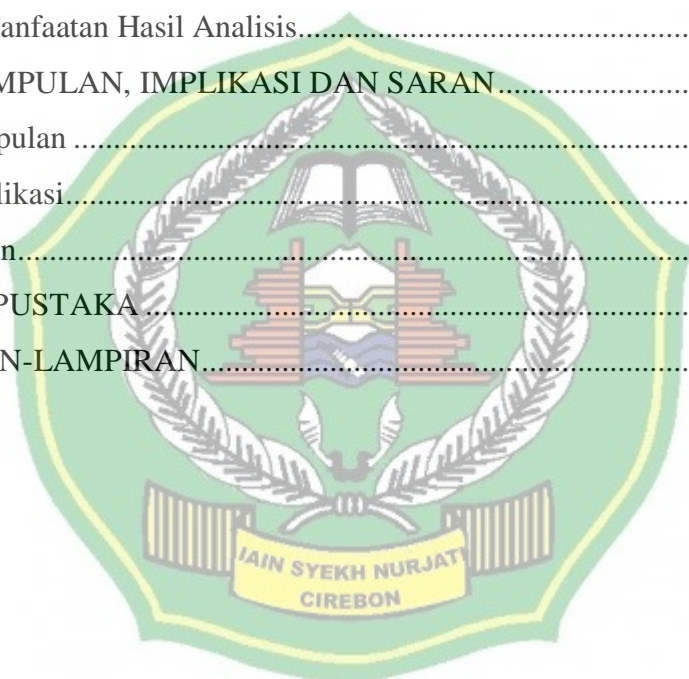 anfaatan Hasil Analisis.......................................................
MPULAN, IMPLIKASI DAN SARAN...........................
pulan ..............................................................................
likasi...............................................................................
n......................................................................................
PUSTAKA .....................................................................
N-LAMPIRAN..............................................................
IAIN SYEKH NURJATI
CIREBON